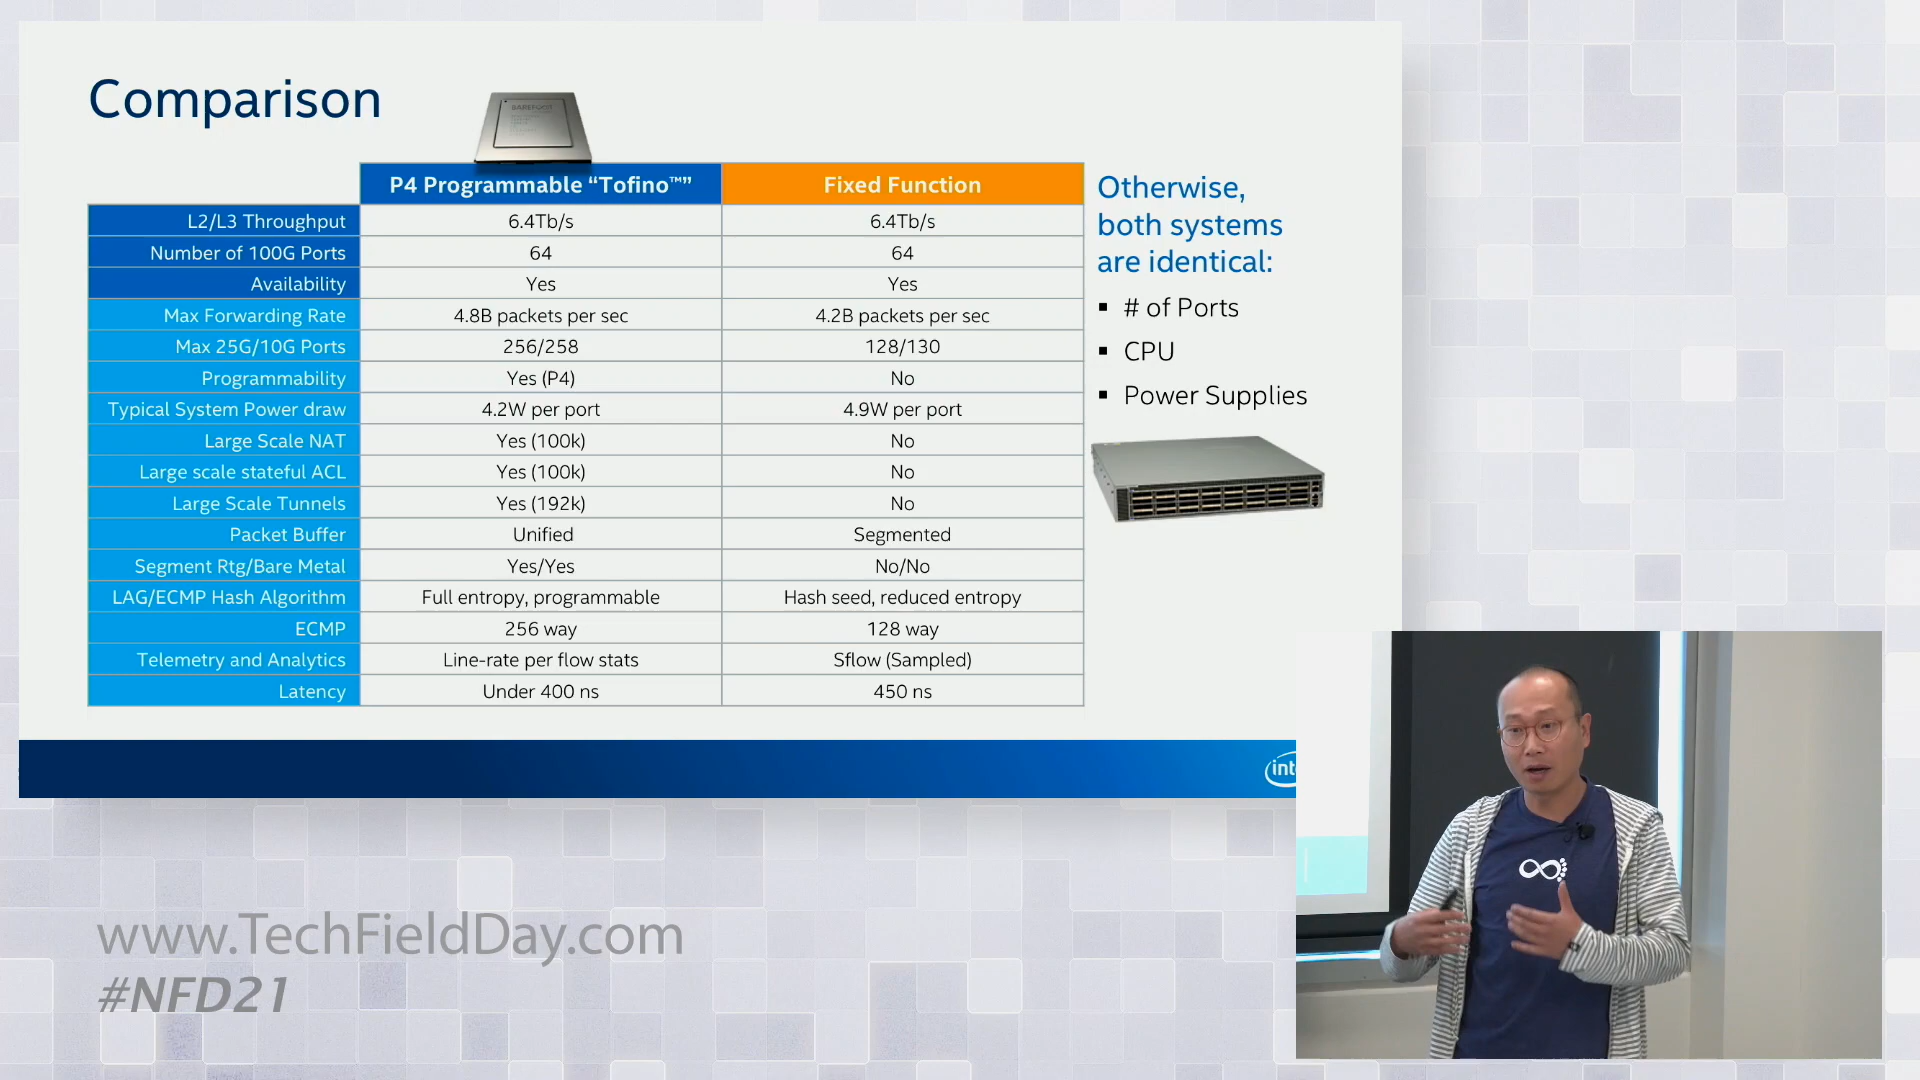 Comparison
BAREFOOT
P4 Programmable “Tofino™”
Fixed Function
L2/L3 Throughput
6.4Tb/s
6.4Tb/s
Number of 100G Ports
64
64
Availability
Yes
Yes
Max Forwarding Rate
4.8B packets per sec
4.2B packets per sec
Max 25G/10G Ports
256/258
128/130
Programmability
Yes (P4)
No
Typical System Power draw
4.2W per port
4.9W per port
Large Scale NAT
Yes (100k)
No
Large scale stateful ACL
Yes (100k)
No
Large Scale Tunnels
Yes (192k)
No
Packet Buffer
Unified
Segmented
Segment Rtg/Bare Metal
Yes/Yes
No/No
LAG/ECMP Hash Algorithm
Full entropy, programmable
Hash seed, reduced entropy
ECMP
256 way
128 way
Telemetry and Analytics
Line-rate per flow stats
Sflow (Sampled)
Latency
Under 400 ns
450 ns
Otherwise,
both systems
are identical:
▪ # of Ports
▪ CPU
▪ Power Supplies
int
www.TechFieldDay.com
#NFD21